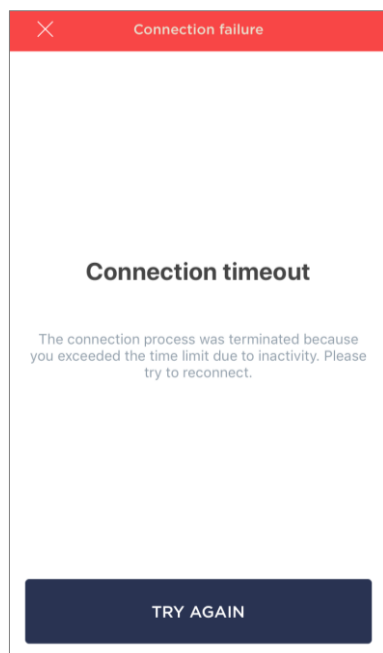 Connection failure
Connection timeout
The connection process was terminated because
you exceeded the time limit due to inactivity. Please
try to reconnect.
TRY AGAIN